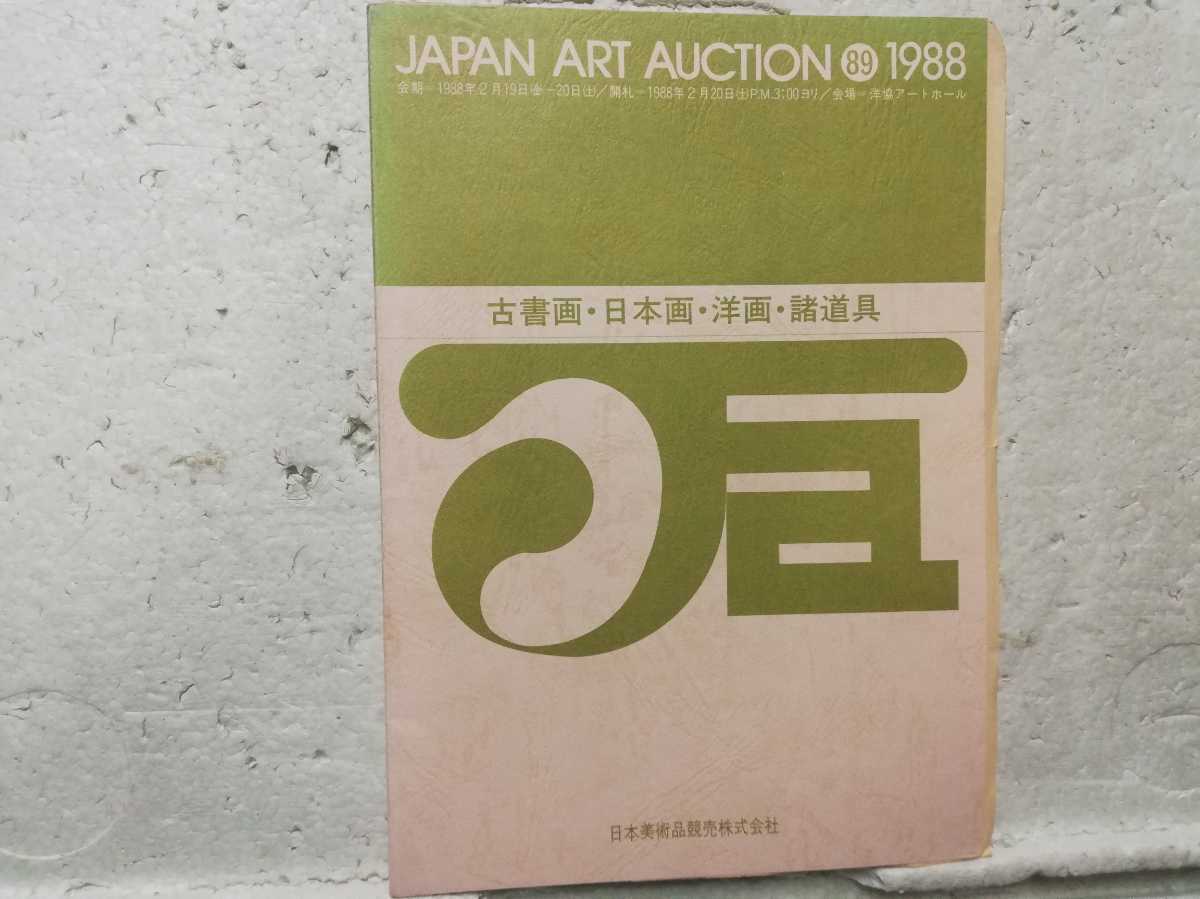 JAPAN ART AUCTION 89 1988
会期＝1988年2月19日㊎―20日㊏／開札＝1988年2月20日㊏P.M.3:00ヨリ／会場＝洋協アートホール
古書画・日本画・洋画・諸道具
日本美術品競売株式会社